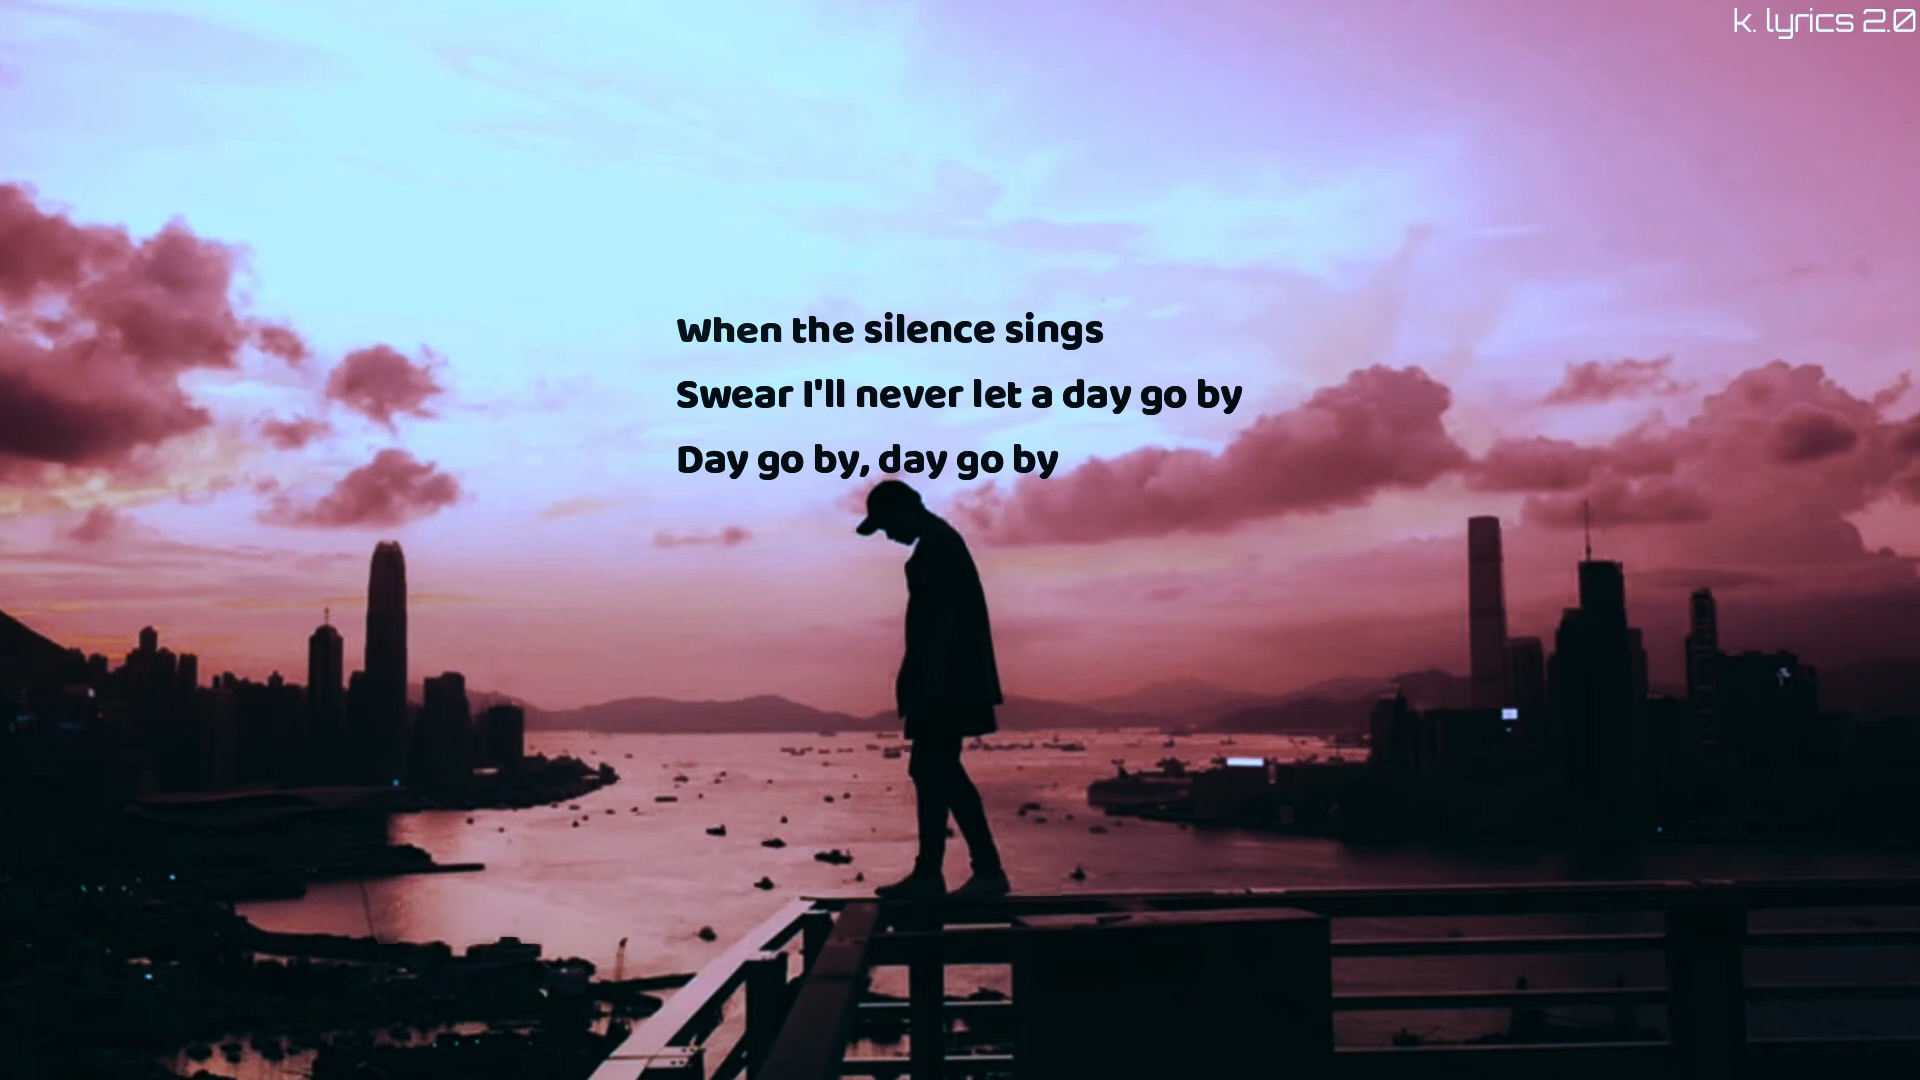 k. lyrics 2.0
When the silence sings
Swear I'll never let a day go by
Day go by, day go by